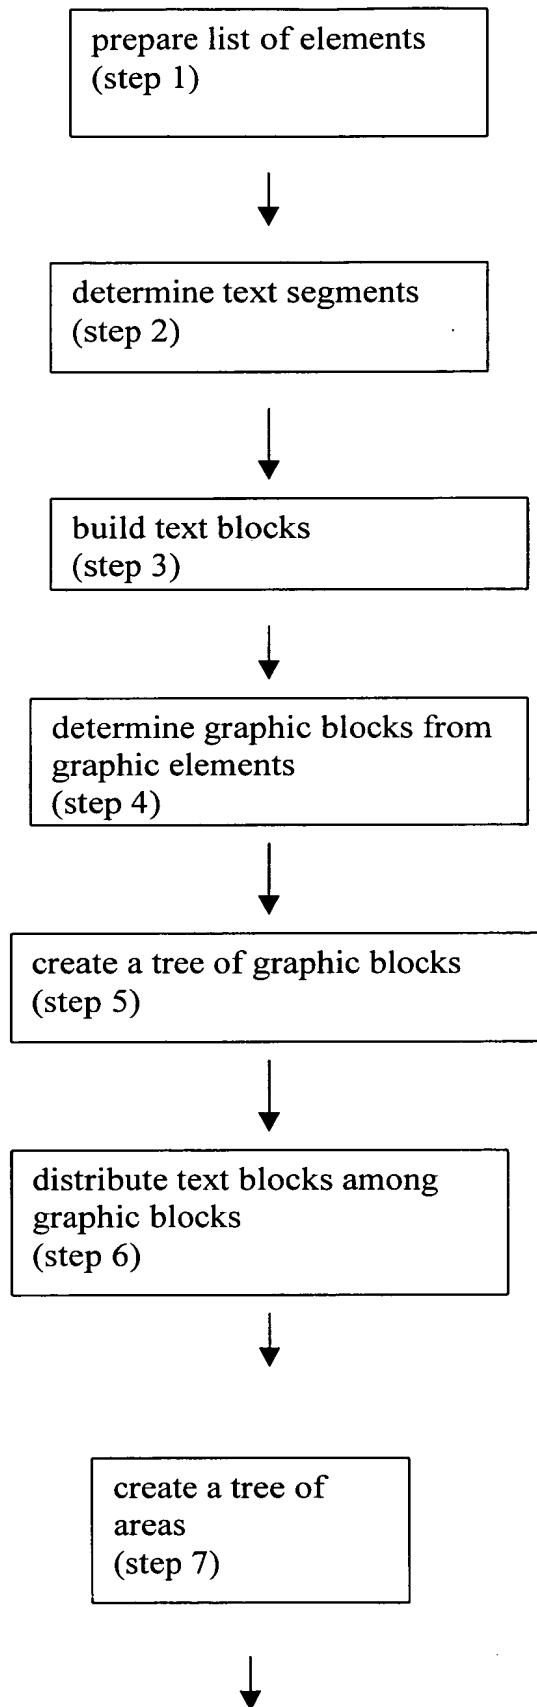 prepare list of elements
(step 1)
determine text segments
(step 2)
build text blocks
(step 3)
determine graphic blocks from
graphic elements
(step 4)
create a tree of graphic blocks
(step 5)
distribute text blocks among
graphic blocks
(step 6)
create a tree of
areas
(step 7)